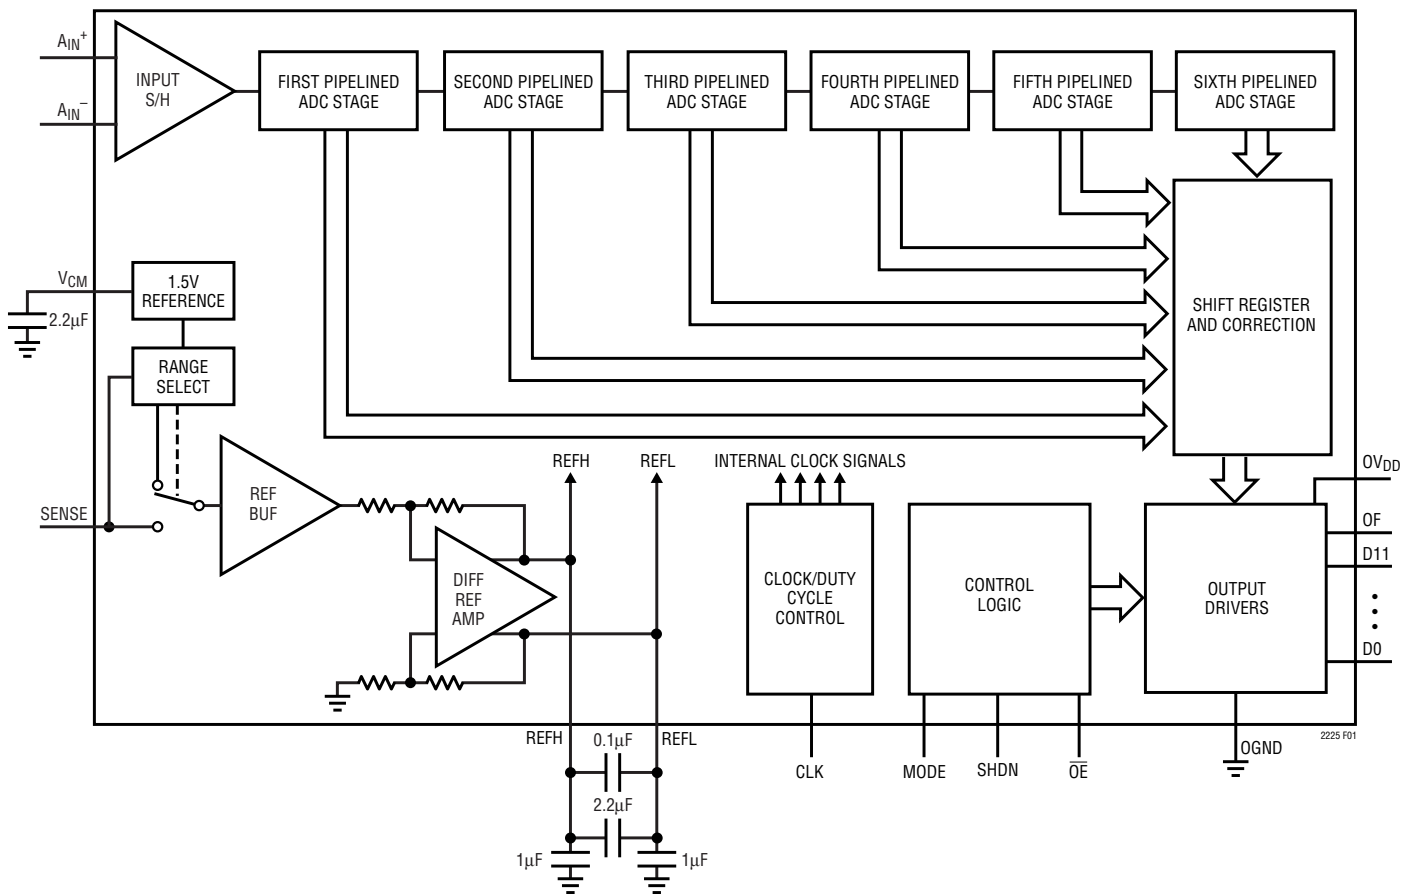 AIN+
AIN−
INPUT
S/H
FIRST PIPELINED
ADC STAGE
SECOND PIPELINED
ADC STAGE
THIRD PIPELINED
ADC STAGE
FOURTH PIPELINED
ADC STAGE
FIFTH PIPELINED
ADC STAGE
SIXTH PIPELINED
ADC STAGE
VCM
2.2µF
1.5V
REFERENCE
RANGE
SELECT
SHIFT REGISTER
AND CORRECTION
SENSE
REF
BUF
DIFF
REF
AMP
REFH
REFL
INTERNAL CLOCK SIGNALS
CLOCK/DUTY
CYCLE
CONTROL
CONTROL
LOGIC
OUTPUT
DRIVERS
OVDD
OF
D11
D0
REFH
0.1µF
REFL
2.2µF
1µF
1µF
CLK
MODE
SHDN
O̅E̅
OGND
2225 F01